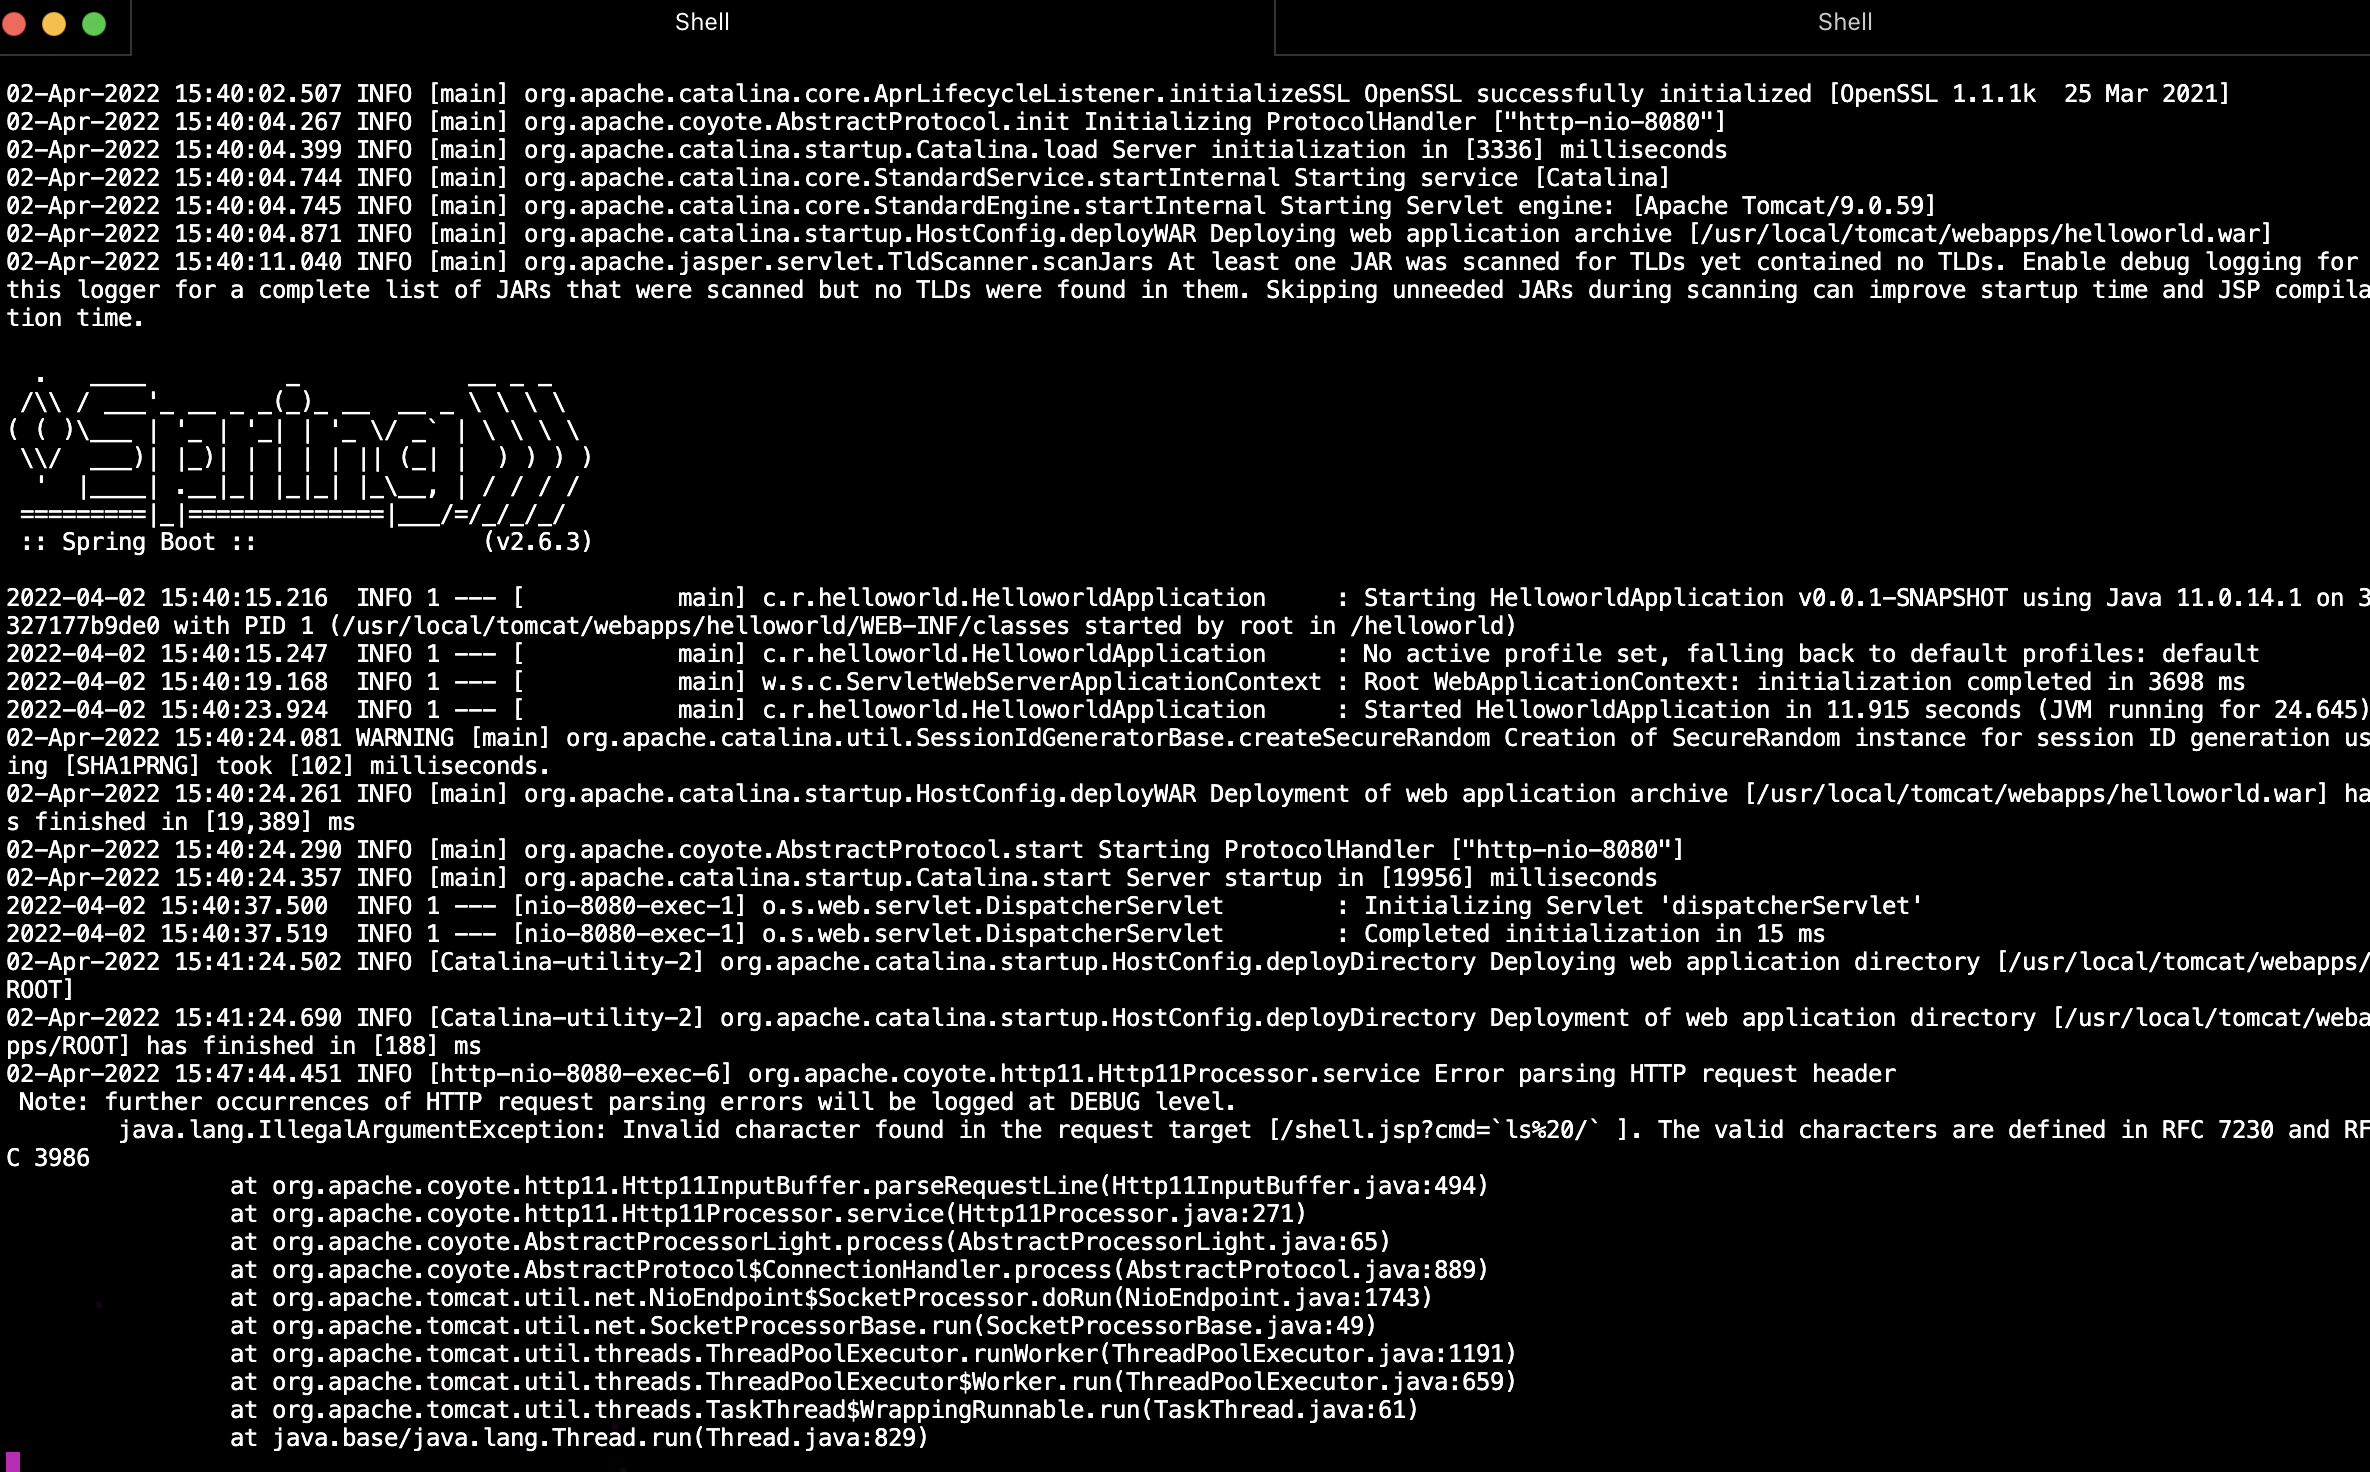 Shell
Shell
02-Apr-2022 15:40:02.507 INFO [main] org.apache.catalina.core.AprLifecycleListener.initializeSSL OpenSSL successfully initialized [OpenSSL 1.1.1k  25 Mar 2021]
02-Apr-2022 15:40:04.267 INFO [main] org.apache.coyote.AbstractProtocol.init Initializing ProtocolHandler ["http-nio-8080"]
02-Apr-2022 15:40:04.399 INFO [main] org.apache.catalina.startup.Catalina.load Server initialization in [3336] milliseconds
02-Apr-2022 15:40:04.744 INFO [main] org.apache.catalina.core.StandardService.startInternal Starting service [Catalina]
02-Apr-2022 15:40:04.745 INFO [main] org.apache.catalina.core.StandardEngine.startInternal Starting Servlet engine: [Apache Tomcat/9.0.59]
02-Apr-2022 15:40:04.871 INFO [main] org.apache.catalina.startup.HostConfig.deployWAR Deploying web application archive [/usr/local/tomcat/webapps/helloworld.war]
02-Apr-2022 15:40:11.040 INFO [main] org.apache.jasper.servlet.TldScanner.scanJars At least one JAR was scanned for TLDs yet contained no TLDs. Enable debug logging for
this logger for a complete list of JARs that were scanned but no TLDs were found in them. Skipping unneeded JARs during scanning can improve startup time and JSP compila
tion time.
  .   ____          _            __ _ _
 /\\ / ___'_ __ _ _(_)_ __  __ _ \ \ \ \
( ( )\___ | '_ | '_| | '_ \/ _` | \ \ \ \
 \\/  ___)| |_)| | | | | || (_| |  ) ) ) )
  '  |____| .__|_| |_|_| |_\__, | / / / /
 =========|_|==============|___/=/_/_/_/
 :: Spring Boot ::                (v2.6.3)
2022-04-02 15:40:15.216  INFO 1 --- [           main] c.r.helloworld.HelloworldApplication     : Starting HelloworldApplication v0.0.1-SNAPSHOT using Java 11.0.14.1 on 3
327177b9de0 with PID 1 (/usr/local/tomcat/webapps/helloworld/WEB-INF/classes started by root in /helloworld)
2022-04-02 15:40:15.247  INFO 1 --- [           main] c.r.helloworld.HelloworldApplication     : No active profile set, falling back to default profiles: default
2022-04-02 15:40:19.168  INFO 1 --- [           main] w.s.c.ServletWebServerApplicationContext : Root WebApplicationContext: initialization completed in 3698 ms
2022-04-02 15:40:23.924  INFO 1 --- [           main] c.r.helloworld.HelloworldApplication     : Started HelloworldApplication in 11.915 seconds (JVM running for 24.645)
02-Apr-2022 15:40:24.081 WARNING [main] org.apache.catalina.util.SessionIdGeneratorBase.createSecureRandom Creation of SecureRandom instance for session ID generation us
ing [SHA1PRNG] took [102] milliseconds.
02-Apr-2022 15:40:24.261 INFO [main] org.apache.catalina.startup.HostConfig.deployWAR Deployment of web application archive [/usr/local/tomcat/webapps/helloworld.war] ha
s finished in [19,389] ms
02-Apr-2022 15:40:24.290 INFO [main] org.apache.coyote.AbstractProtocol.start Starting ProtocolHandler ["http-nio-8080"]
02-Apr-2022 15:40:24.357 INFO [main] org.apache.catalina.startup.Catalina.start Server startup in [19956] milliseconds
2022-04-02 15:40:37.500  INFO 1 --- [nio-8080-exec-1] o.s.web.servlet.DispatcherServlet        : Initializing Servlet 'dispatcherServlet'
2022-04-02 15:40:37.519  INFO 1 --- [nio-8080-exec-1] o.s.web.servlet.DispatcherServlet        : Completed initialization in 15 ms
02-Apr-2022 15:41:24.502 INFO [Catalina-utility-2] org.apache.catalina.startup.HostConfig.deployDirectory Deploying web application directory [/usr/local/tomcat/webapps/
ROOT]
02-Apr-2022 15:41:24.690 INFO [Catalina-utility-2] org.apache.catalina.startup.HostConfig.deployDirectory Deployment of web application directory [/usr/local/tomcat/weba
pps/ROOT] has finished in [188] ms
02-Apr-2022 15:47:44.451 INFO [http-nio-8080-exec-6] org.apache.coyote.http11.Http11Processor.service Error parsing HTTP request header
 Note: further occurrences of HTTP request parsing errors will be logged at DEBUG level.
        java.lang.IllegalArgumentException: Invalid character found in the request target [/shell.jsp?cmd=`ls%20/` ]. The valid characters are defined in RFC 7230 and RF
C 3986
                at org.apache.coyote.http11.Http11InputBuffer.parseRequestLine(Http11InputBuffer.java:494)
                at org.apache.coyote.http11.Http11Processor.service(Http11Processor.java:271)
                at org.apache.coyote.AbstractProcessorLight.process(AbstractProcessorLight.java:65)
                at org.apache.coyote.AbstractProtocol$ConnectionHandler.process(AbstractProtocol.java:889)
                at org.apache.tomcat.util.net.NioEndpoint$SocketProcessor.doRun(NioEndpoint.java:1743)
                at org.apache.tomcat.util.net.SocketProcessorBase.run(SocketProcessorBase.java:49)
                at org.apache.tomcat.util.threads.ThreadPoolExecutor.runWorker(ThreadPoolExecutor.java:1191)
                at org.apache.tomcat.util.threads.ThreadPoolExecutor$Worker.run(ThreadPoolExecutor.java:659)
                at org.apache.tomcat.util.threads.TaskThread$WrappingRunnable.run(TaskThread.java:61)
                at java.base/java.lang.Thread.run(Thread.java:829)